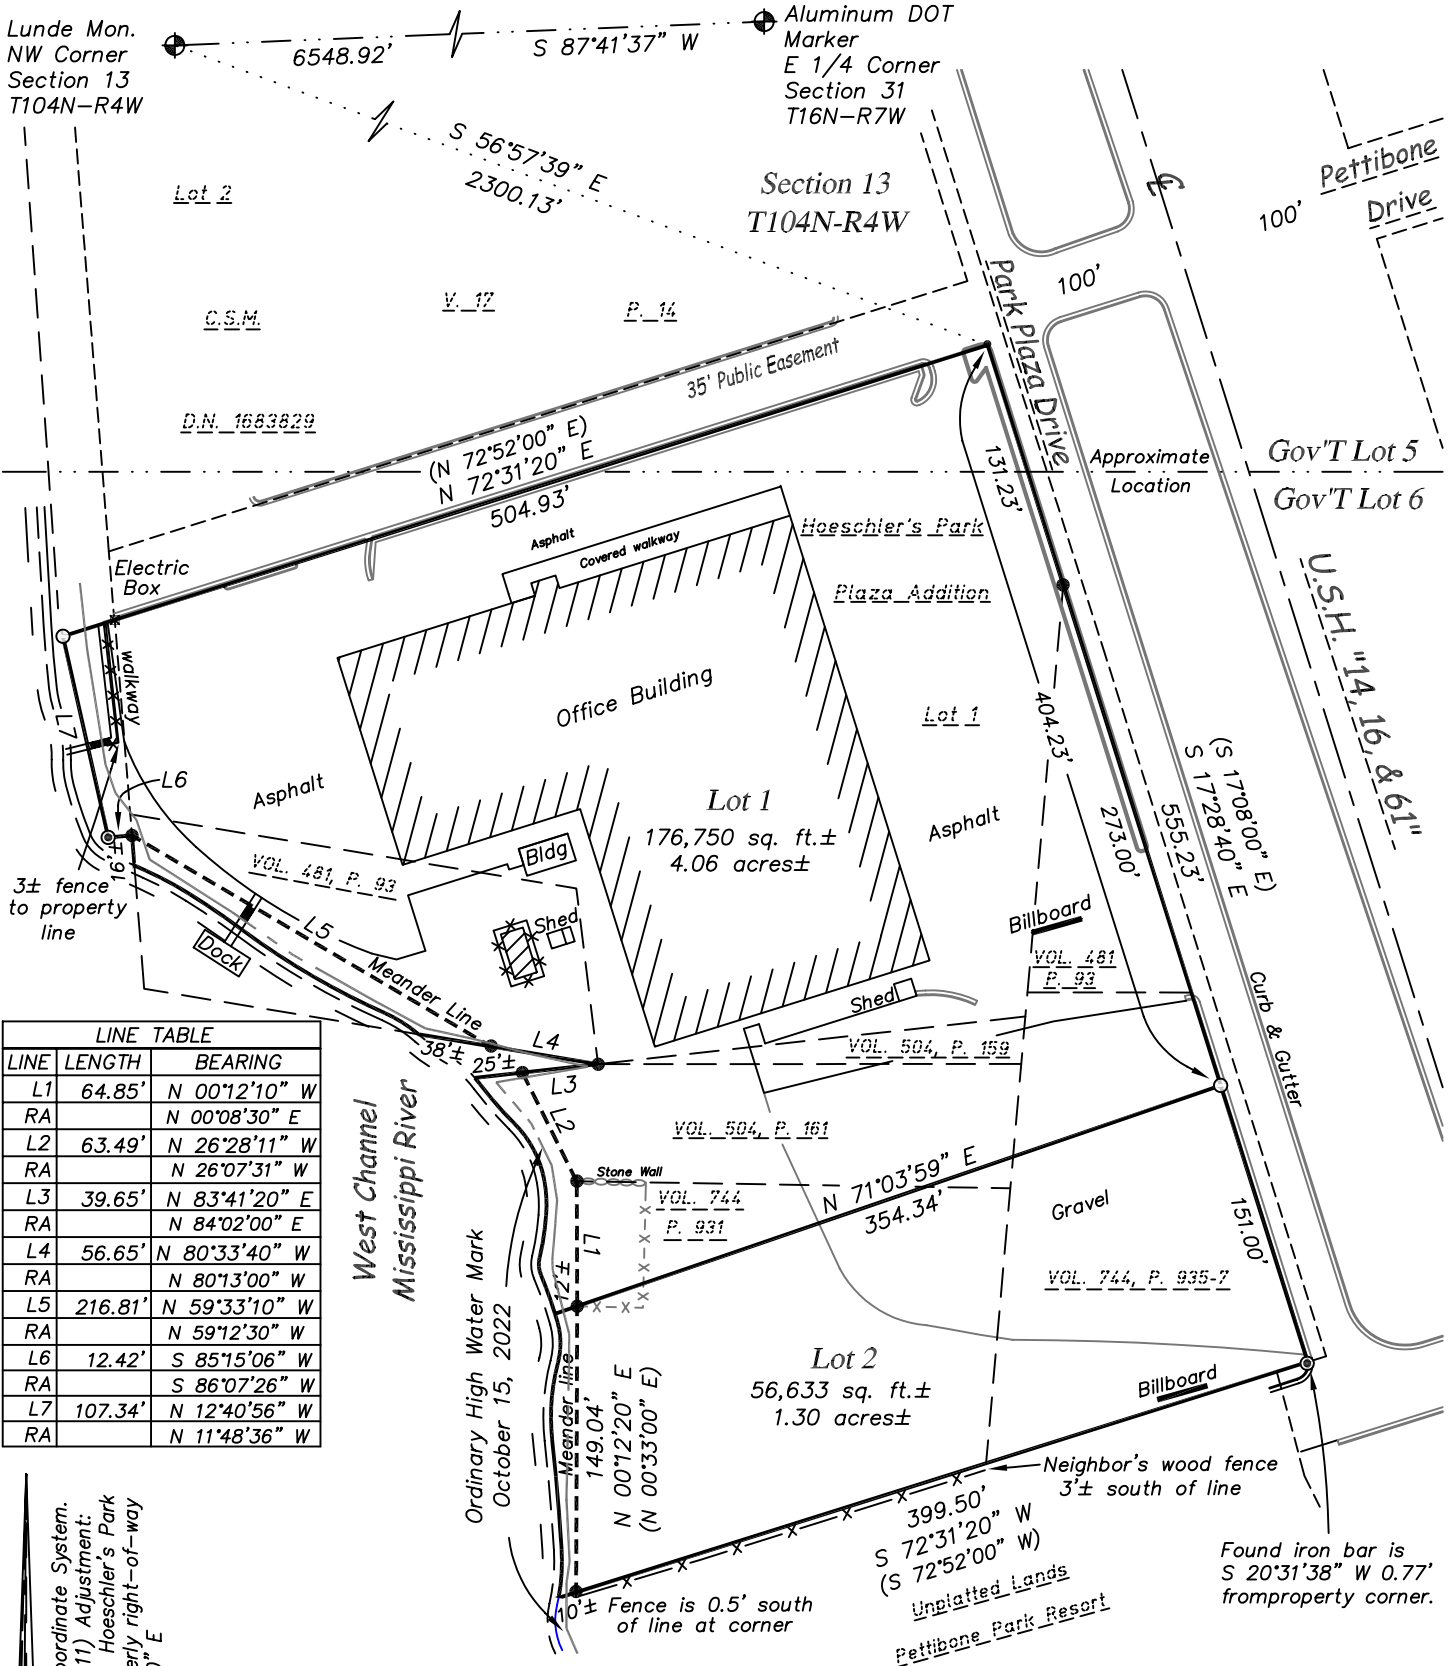 Lunde Mon.
NW Corner
Section 13
T104N-R4W
6548.92'
S 87°41'37" W
Aluminum DOT
Marker
E 1/4 Corner
Section 31
T16N-R7W
S 56°57'39" E
2300.13'
Section 13
T104N-R4W
Lot 2
C.S.M.
V. 17
P. 14
D.N. 1683829
35' Public Easement
Park Plaza Drive
100'
100'
Pettibone
Drive
Gov'T Lot 5
Gov'T Lot 6
Approximate
Location
U.S.H. "14, 16, & 61"
(N 72°52'00" E)
N 72°31'20" E
504.93'
131.23'
Electric
Box
Asphalt
Covered walkway
Hoeschler's Park
Plaza Addition
Lot 1
walkway
L7
L6
Office Building
Asphalt
Lot 1
176,750 sq. ft.±
4.06 acres±
Asphalt
404.23'
273.00'
555.23'
(S 17°08'00" E)
S 17°28'40" E
3± fence
to property
line
19'±
VOL. 481, P. 93
Bldg
Shed
Dock
L5
Meander Line
Billboard
VOL. 481
P. 93
Shed
Curb & Gutter
38'±
25'±
L4
L3
L2
VOL. 504, P. 159
VOL. 504, P. 161
Stone Wall
VOL. 744
P. 931
N 71°03'59" E
354.34'
Gravel
151.00'
VOL. 744, P. 935-7
L1
12'±
West Channel
Mississippi River
Ordinary High Water Mark
October 15, 2022
Meander line
149.04'
N 00°12'20" E
(N 00°33'00" E)
Lot 2
56,633 sq. ft.±
1.30 acres±
Billboard
Neighbor's wood fence
3'± south of line
399.50'
S 72°31'20" W
(S 72°52'00" W)
Unplatted Lands
Pettibone Park Resort
10'± Fence is 0.5' south
of line at corner
Found iron bar is
S 20°31'38" W 0.77'
fromproperty corner.
LINE TABLE
LINE LENGTH BEARING
L1 64.85' N 00°12'10" W
RA N 00°08'30" E
L2 63.49' N 26°28'11" W
RA N 26°07'31" W
L3 39.65' N 83°41'20" E
RA N 84°02'00" E
L4 56.65' N 80°33'40" W
RA N 80°13'00" W
L5 216.81' N 59°33'10" W
RA N 59°12'30" W
L6 12.42' S 85°15'06" W
RA S 86°07'26" W
L7 107.34' N 12°40'56" W
RA N 11°48'36" W
oordinate System.
11) Adjustment:
Hoeschler's Park
erly right-of-way
)" E